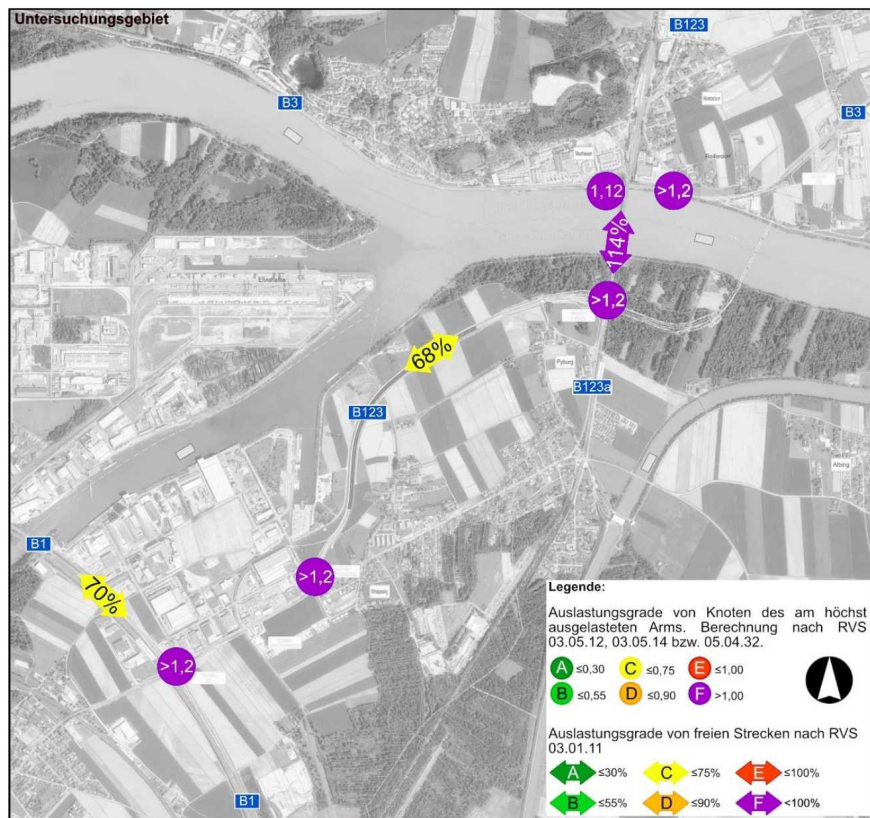 Untersuchungsgebiet
B123
B3
B3
1,12
>1,2
114%
>1,2
68%
Pyburg
B123a
B123
B1
>1,2
70%
>1,2
B1
Legende:
Auslastungsgrade von Knoten des am höchst
ausgelasteten Arms. Berechnung nach RVS
03.05.12, 03.05.14 bzw. 05.04.32.
A ≤0,30 C ≤0,75 E ≤1,00
B ≤0,55 D ≤0,90 F >1,00
Auslastungsgrade von freien Strecken nach RVS
03.01.11
A ≤30% C ≤75% E ≤100%
B ≤55% D ≤90% F <100%